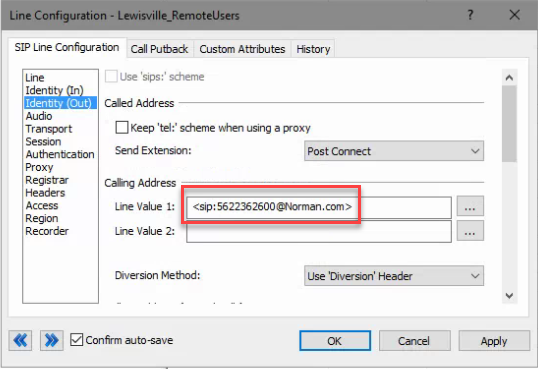 Line Configuration - Lewisville_RemoteUsers ? ×
SIP Line Configuration Call Putback Custom Attributes History
Line
Identity (In)
Identity (Out)
Audio
Transport
Session
Authentication
Proxy
Registrar
Headers
Access
Region
Recorder
Use 'sips:' scheme
Called Address
Keep 'tel:' scheme when using a proxy
Send Extension: Post Connect
Calling Address
Line Value 1: <sip:5622362600@Norman.com> ...
Line Value 2: ...
Diversion Method: Use 'Diversion' Header
Confirm auto-save OK Cancel Apply